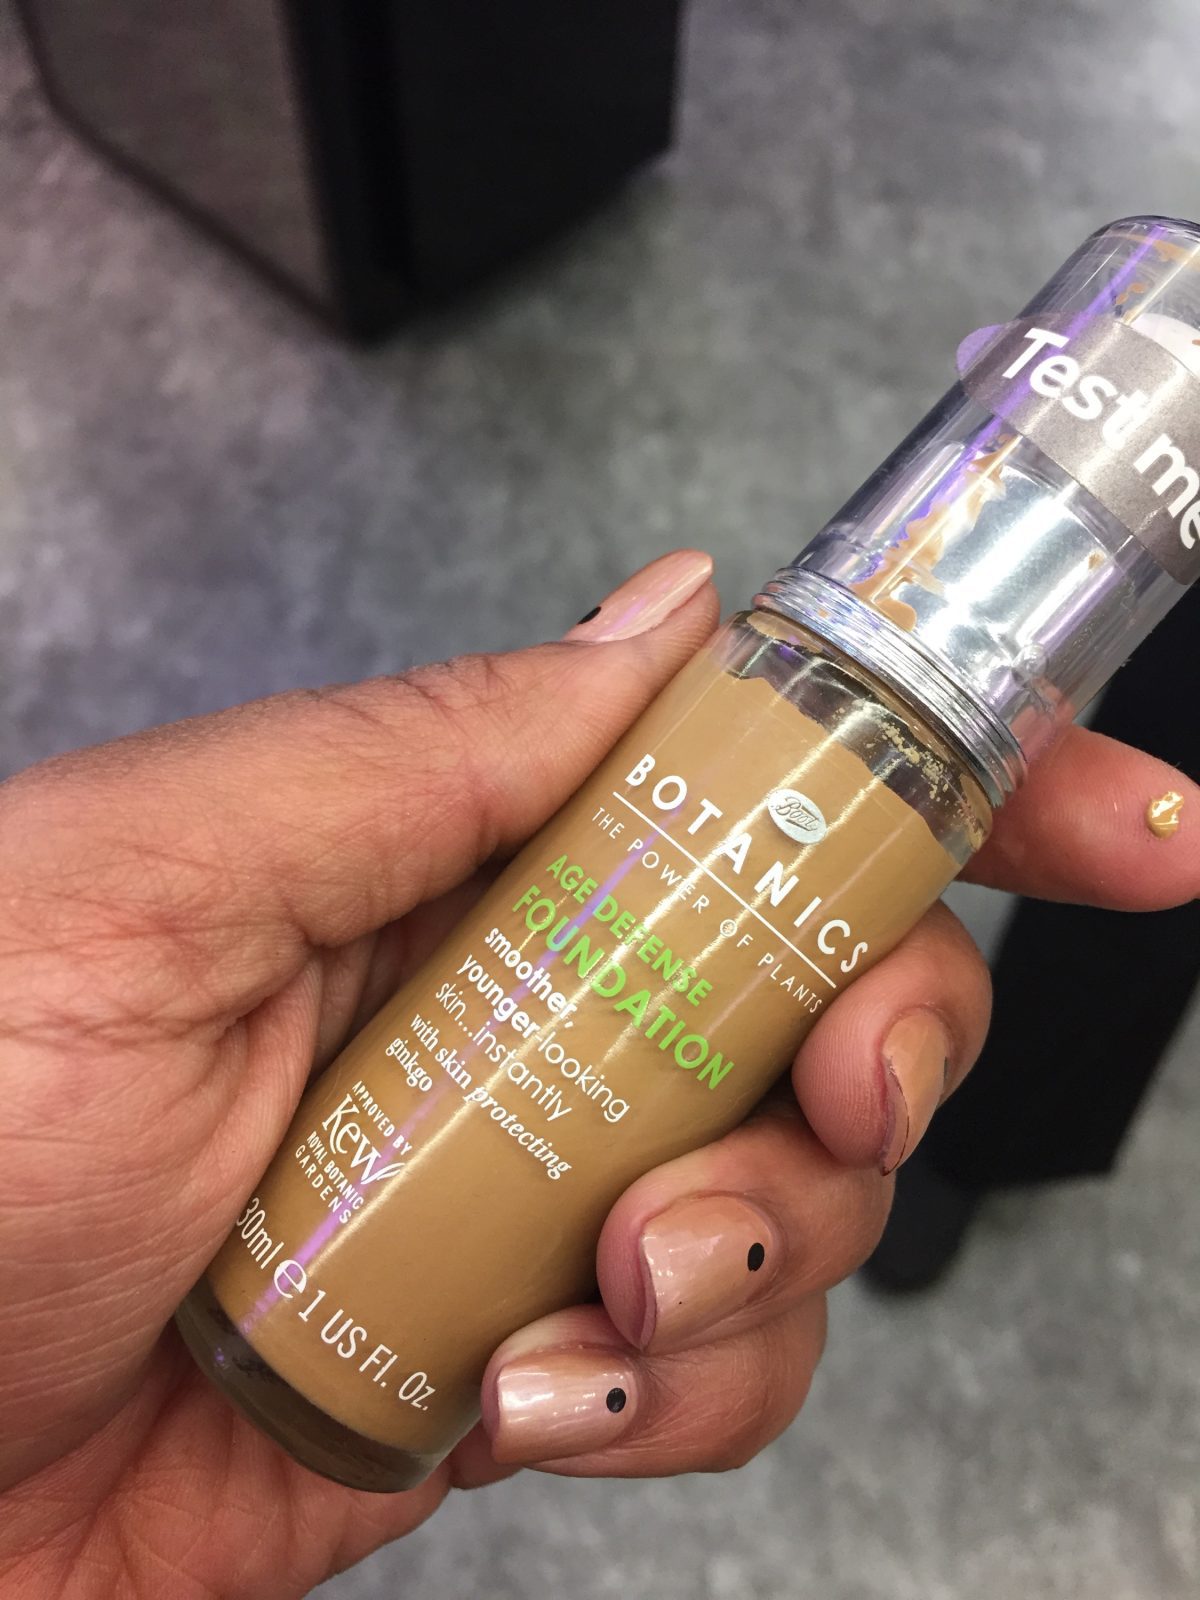 Test me
Boots
BOTANICS
THE POWER OF PLANTS
AGE DEFENSE
FOUNDATION
smoother,
younger-looking
skin...instantly
with skin protecting
ginkgo
APPROVED BY
Kew
ROYAL BOTANIC
GARDENS
30ml e 1 US Fl. Oz.